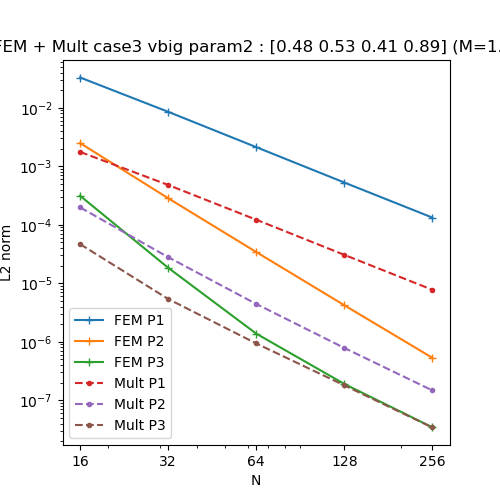 FEM + Mult case3 vbig param2 : [0.48 0.53 0.41 0.89] (M=1.
L2 norm
10⁻²
10⁻³
10⁻⁴
10⁻⁵
10⁻⁶
10⁻⁷
FEM P1
FEM P2
FEM P3
Mult P1
Mult P2
Mult P3
16 32 64 128 256
N